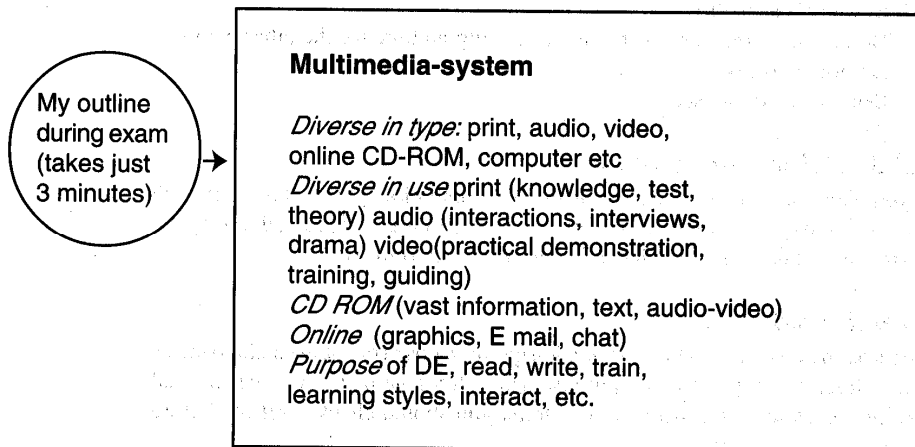 My outline
during exam
(takes just
3 minutes)
Multimedia-system
Diverse in type: print, audio, video,
online CD-ROM, computer etc
Diverse in use print (knowledge, test,
theory) audio (interactions, interviews,
drama) video(practical demonstration,
training, guiding)
CD ROM (vast information, text, audio-video)
Online (graphics, E mail, chat)
Purpose of DE, read, write, train,
learning styles, interact, etc.